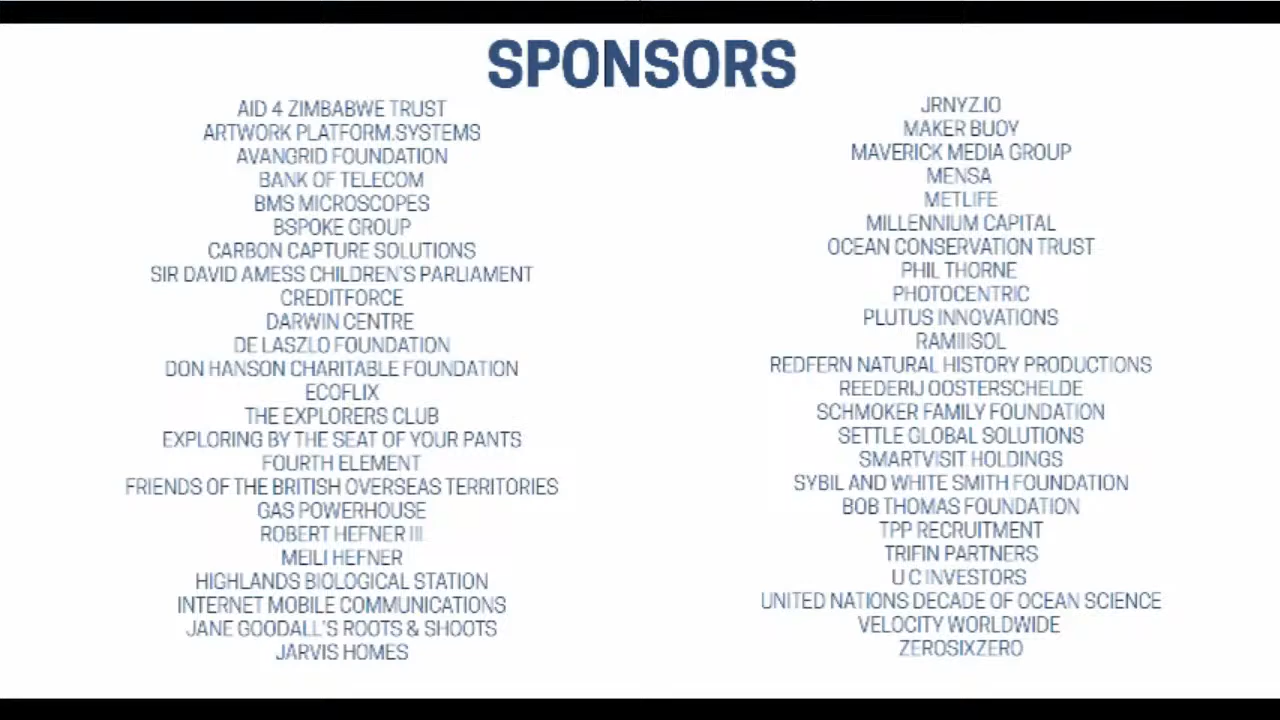 SPONSORS
AID 4 ZIMBABWE TRUST
ARTWORK PLATFORM.SYSTEMS
AVANGRID FOUNDATION
BANK OF TELECOM
BMS MICROSCOPES
BSPOKE GROUP
CARBON CAPTURE SOLUTIONS
SIR DAVID AMESS CHILDREN'S PARLIAMENT
CREDITFORCE
DARWIN CENTRE
DE LASZLO FOUNDATION
DON HANSON CHARITABLE FOUNDATION
ECOFLIX
THE EXPLORERS CLUB
EXPLORING BY THE SEAT OF YOUR PANTS
FOURTH ELEMENT
FRIENDS OF THE BRITISH OVERSEAS TERRITORIES
GAS POWERHOUSE
ROBERT HEFNER III
MEILI HEFNER
HIGHLANDS BIOLOGICAL STATION
INTERNET MOBILE COMMUNICATIONS
JANE GOODALL'S ROOTS & SHOOTS
JARVIS HOMES
JRNYZ.IO
MAKER BUOY
MAVERICK MEDIA GROUP
MENSA
METLIFE
MILLENNIUM CAPITAL
OCEAN CONSERVATION TRUST
PHIL THORNE
PHOTOCENTRIC
PLUTUS INNOVATIONS
RAMIIISOL
REDFERN NATURAL HISTORY PRODUCTIONS
REEDERIJ OOSTERSCHELDE
SCHMOKER FAMILY FOUNDATION
SETTLE GLOBAL SOLUTIONS
SMARTVISIT HOLDINGS
SYBIL AND WHITE SMITH FOUNDATION
BOB THOMAS FOUNDATION
TPP RECRUITMENT
TRIFIN PARTNERS
U C INVESTORS
UNITED NATIONS DECADE OF OCEAN SCIENCE
VELOCITY WORLDWIDE
ZEROSIXZERO